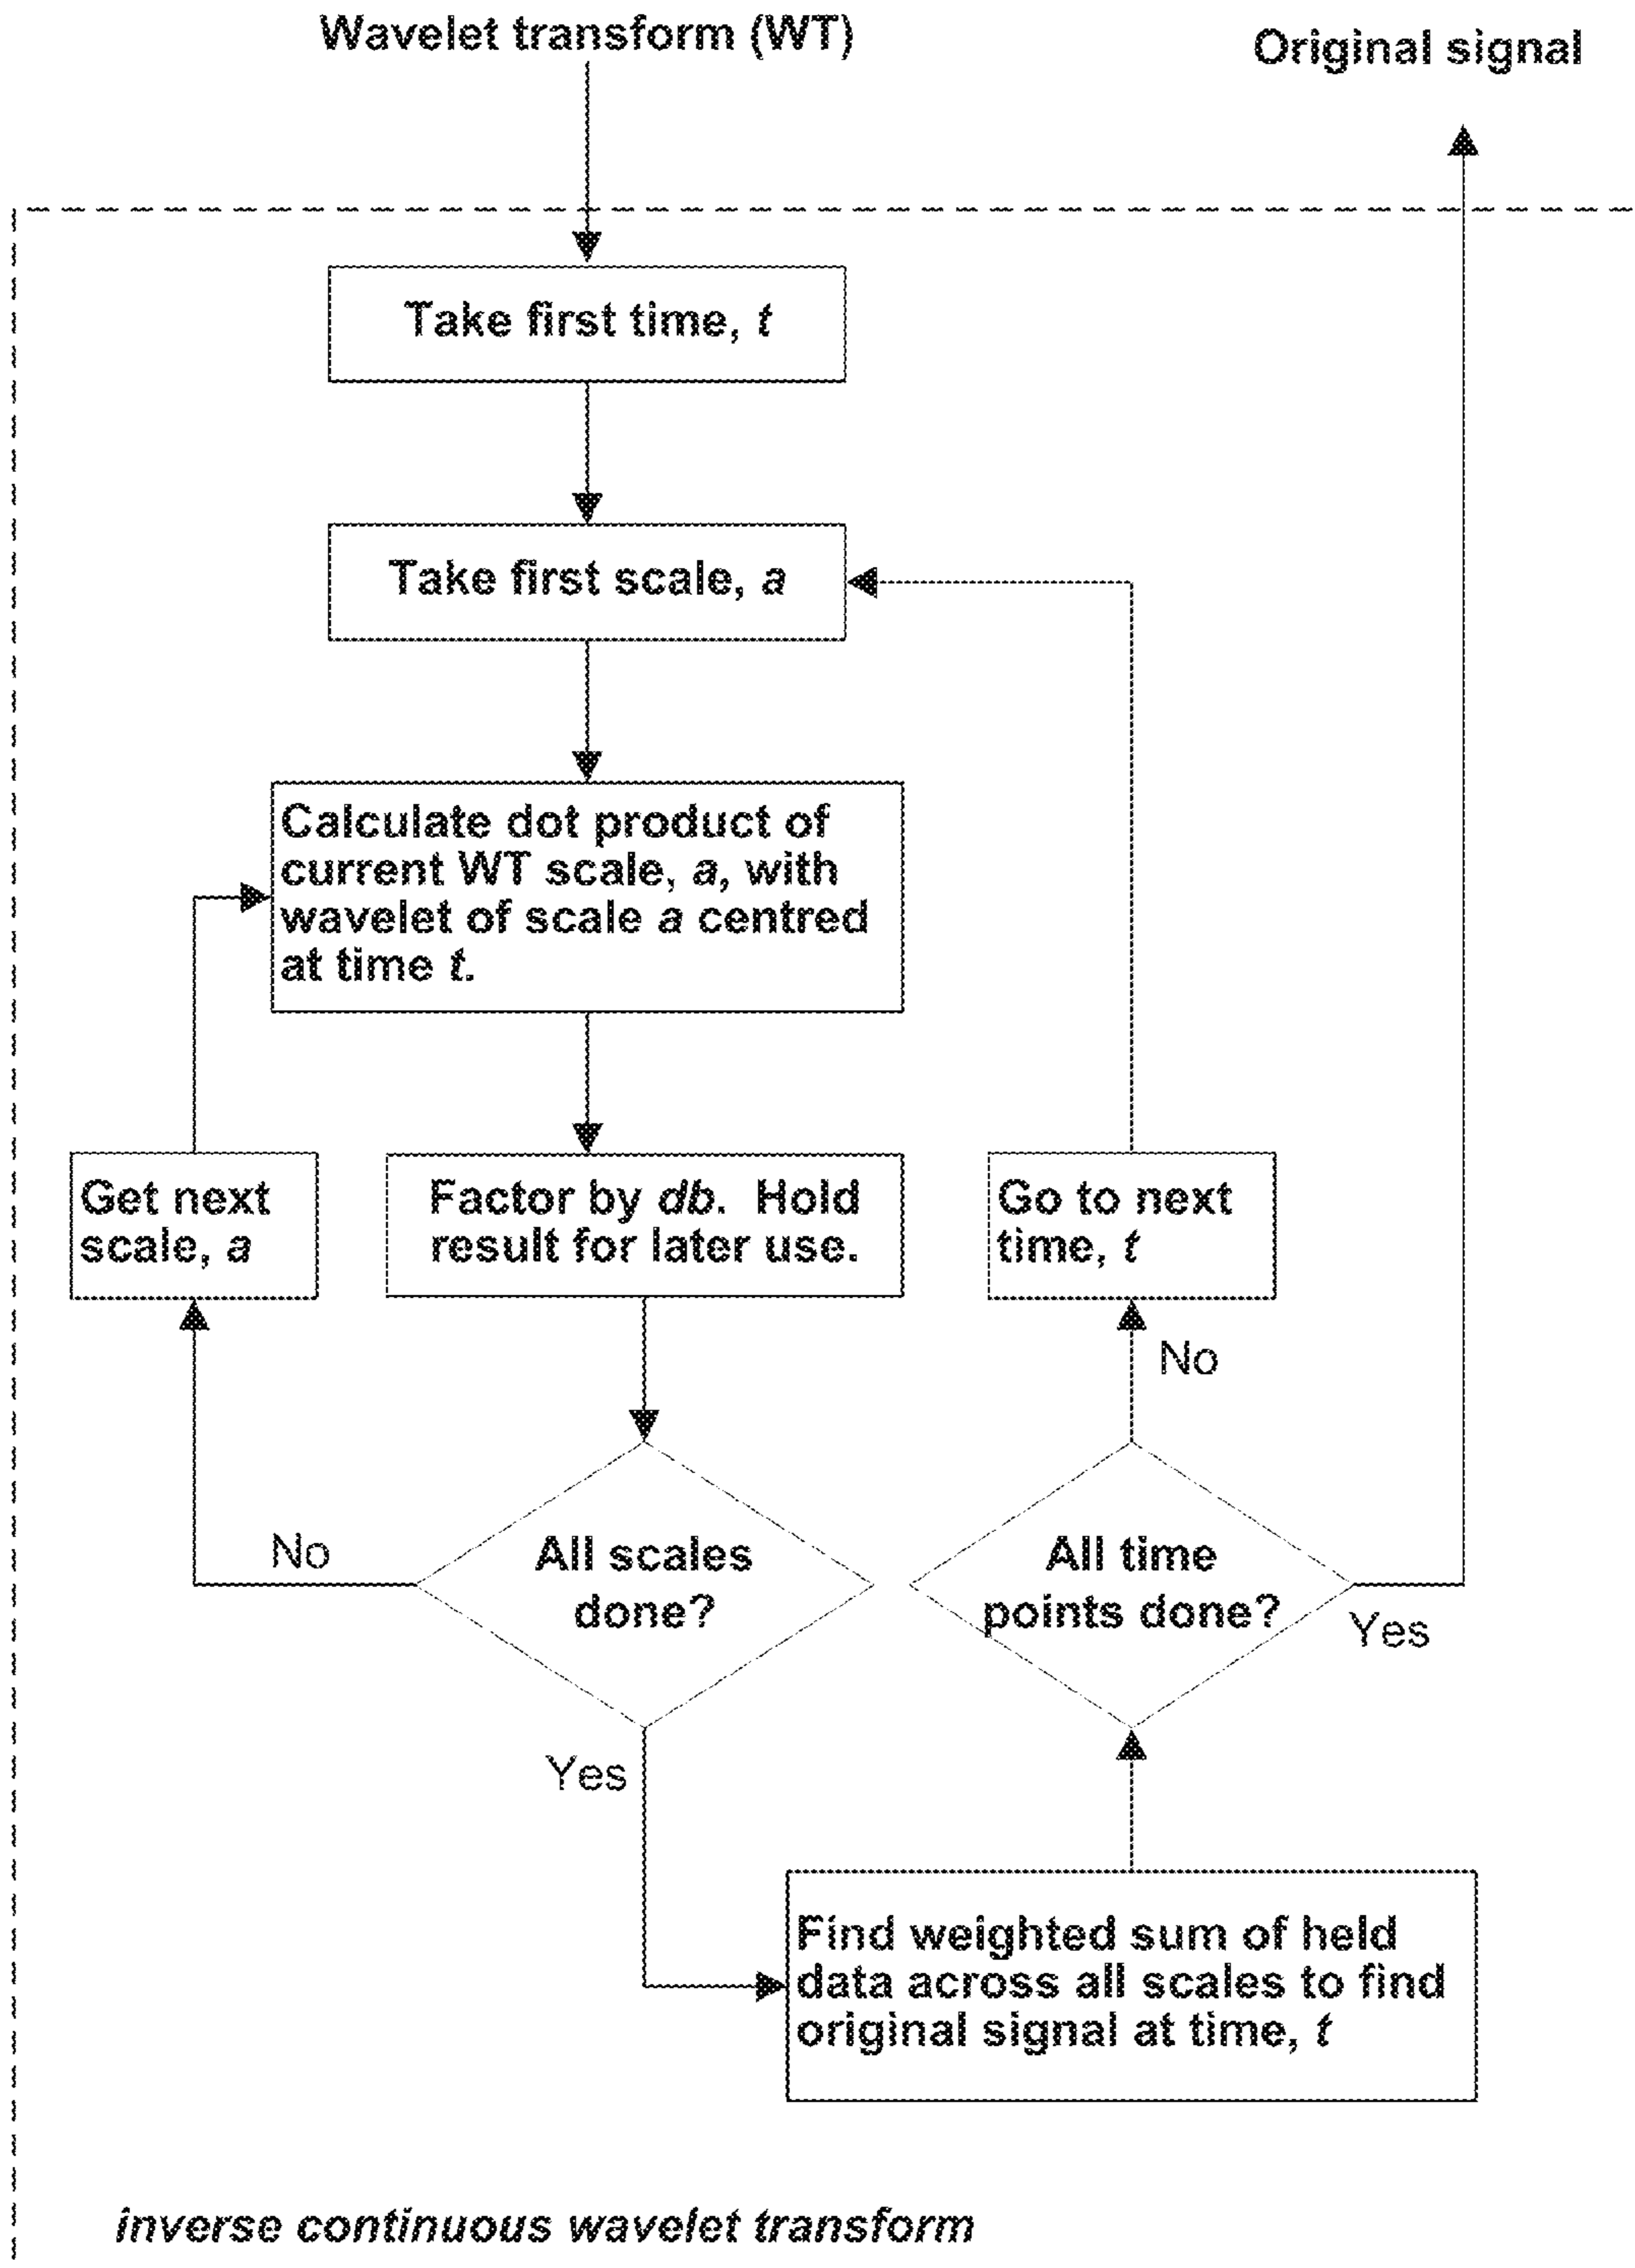 Wavelet transform (WT)
Original signal
Take first time, t
Take first scale, a
Calculate dot product of
current WT scale, a, with
wavelet of scale a centred
at time t.
Get next
scale, a
Factor by db. Hold
result for later use.
Go to next
time, t
No
No
All scales
done?
All time
points done?
Yes
Yes
Find weighted sum of held
data across all scales to find
original signal at time, t
inverse continuous wavelet transform